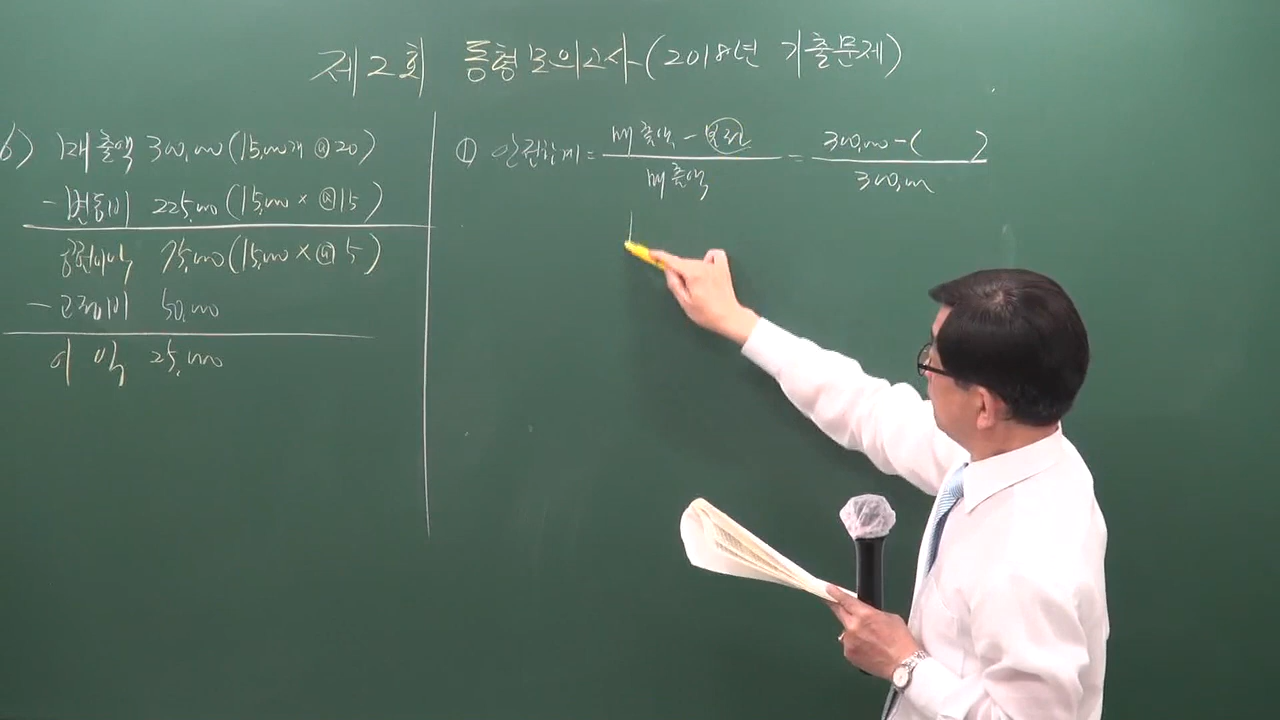 제2회 동형모의고사(2018년 기출문제)
6) 매출액 300,000(15,000개 @20)
-변동비 225,000(15,000 × @15)
공헌이익 75,000(15,000 × @ 5)
-고정비 50,000
이 익 25,000
① 안전한계 = 매출액 - / 매출액 = 300,000-( ) / 300,000